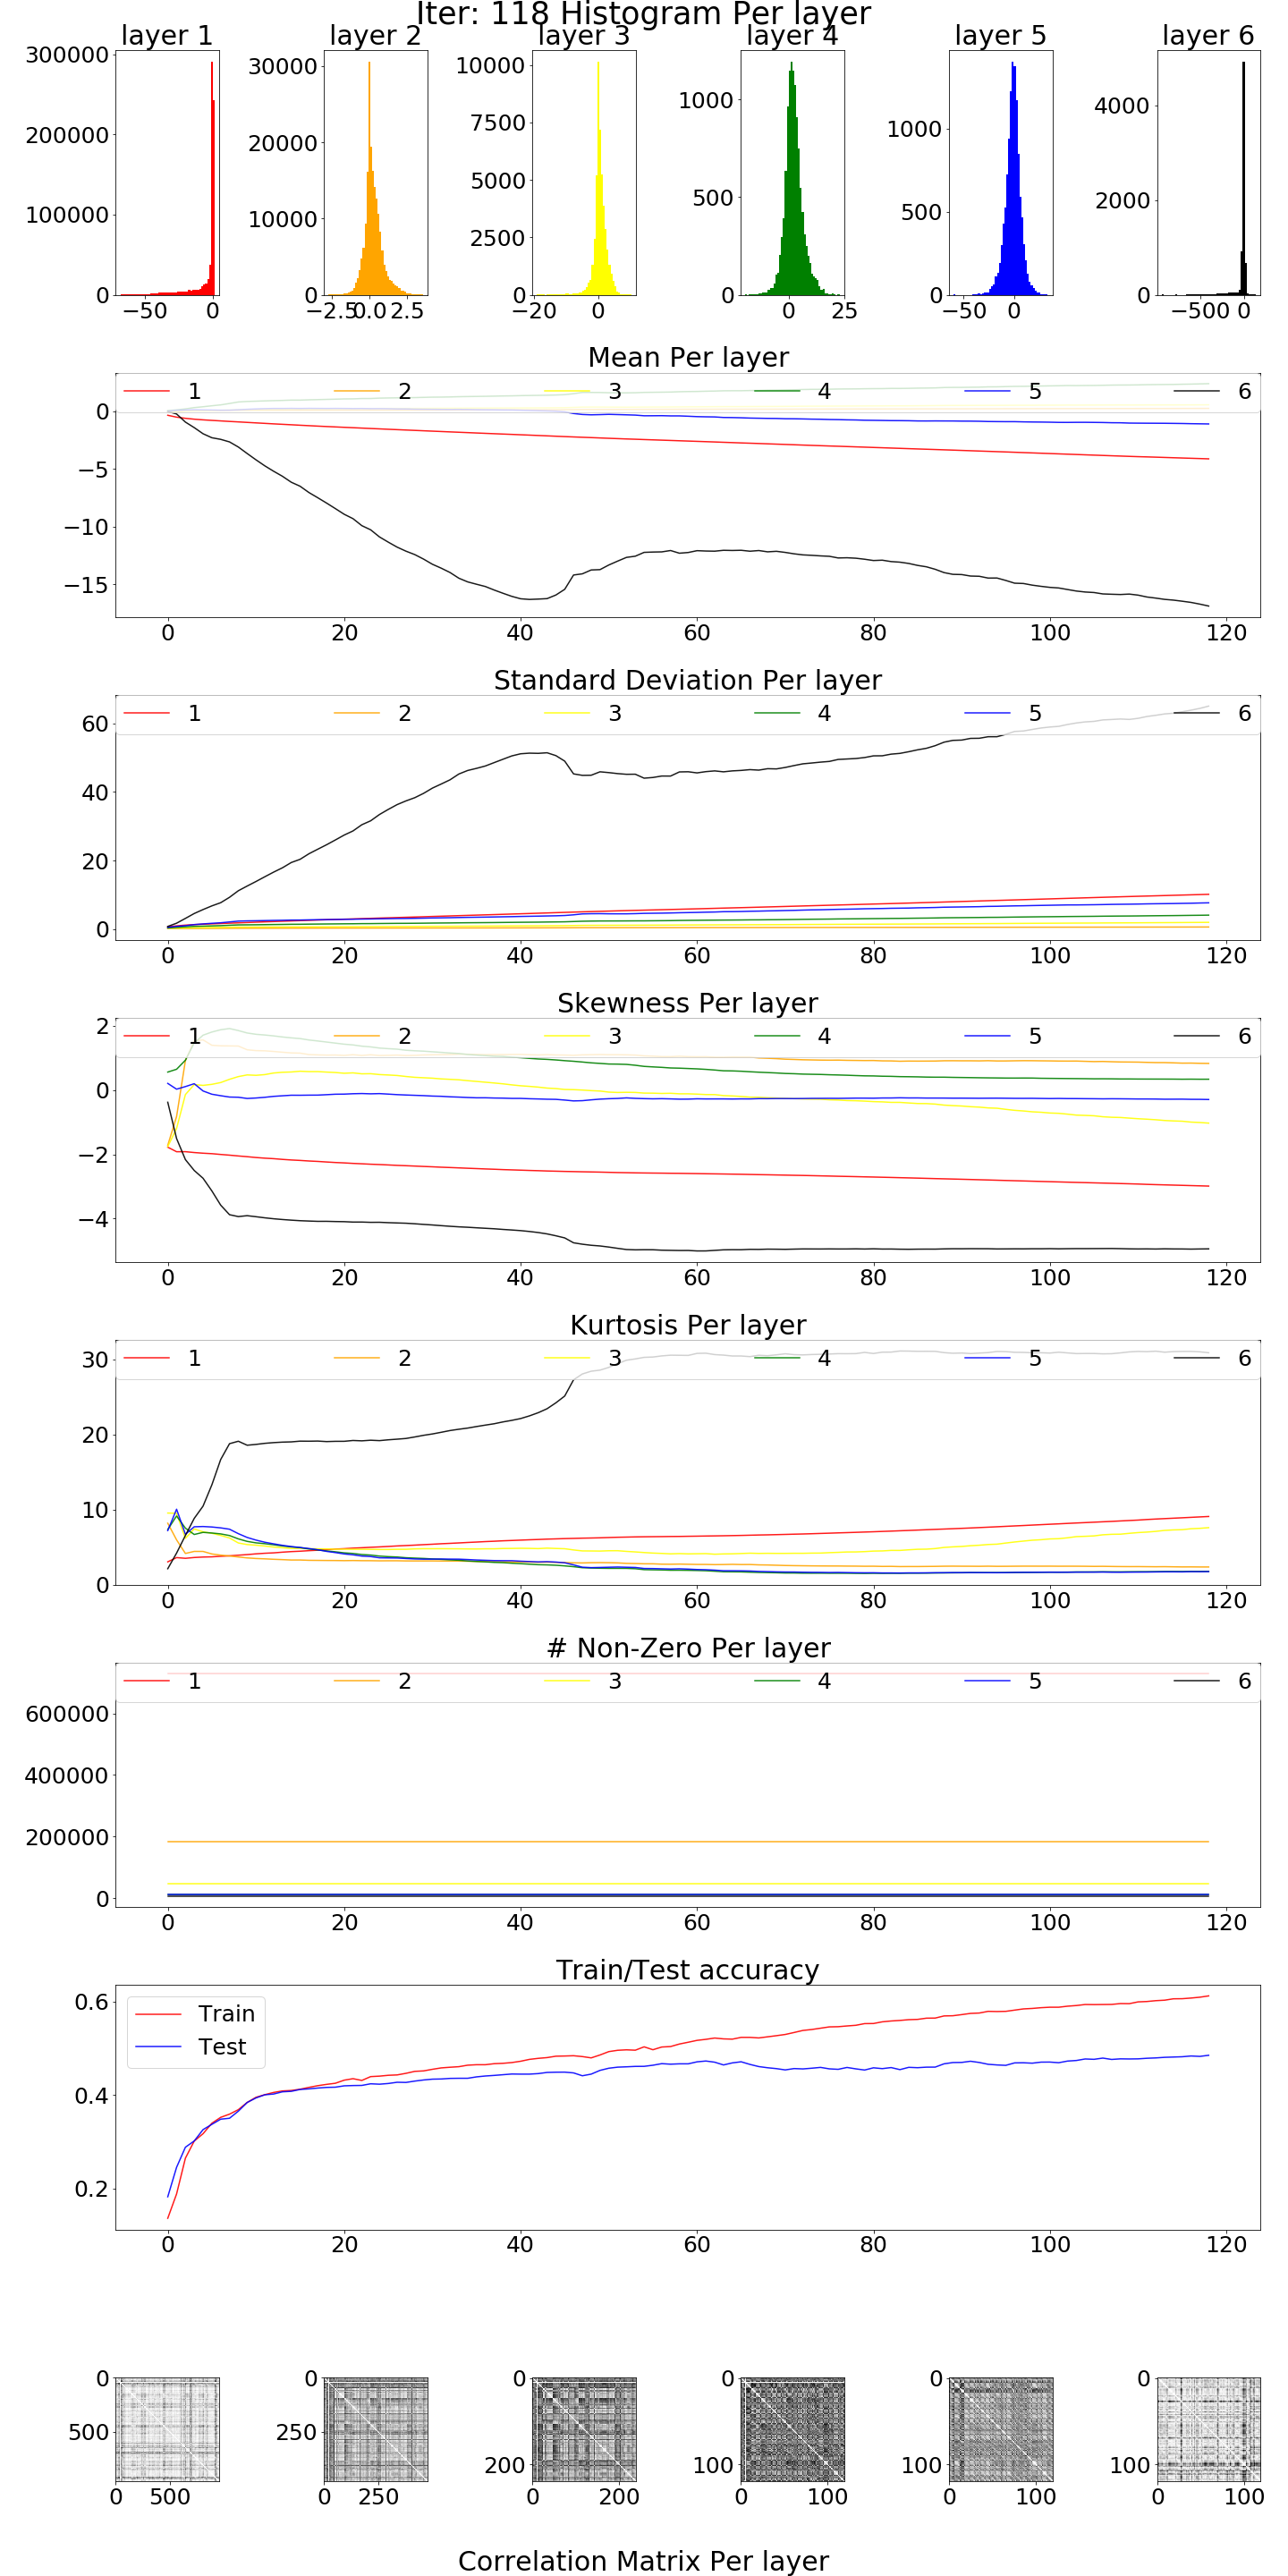 Iter: 118 Histogram Per layer
layer 1 layer 2 layer 3 layer 4 layer 5 layer 6
300000 200000 100000 0 −50 0
30000 20000 10000 0 −2.5 0.0 2.5
10000 7500 5000 2500 0 −20 0
1000 500 0 0 25
1000 500 0 −50 0
4000 2000 0 −500 0
Mean Per layer
1 2 3 4 5 6
0
−5
−10
−15
0 20 40 60 80 100 120
Standard Deviation Per layer
1 2 3 4 5 6
60
40
20
0
0 20 40 60 80 100 120
Skewness Per layer
1 2 3 4 5 6
2
0
−2
−4
0 20 40 60 80 100 120
Kurtosis Per layer
1 2 3 4 5 6
30
20
10
0
0 20 40 60 80 100 120
# Non-Zero Per layer
1 2 3 4 5 6
600000
400000
200000
0
0 20 40 60 80 100 120
Train/Test accuracy
Train
Test
0.6
0.4
0.2
0 20 40 60 80 100 120
0 500 0 500
0 250 0 250
0 200 0 200
0 100 0 100
0 100 0 100
0 100 0 100
Correlation Matrix Per layer